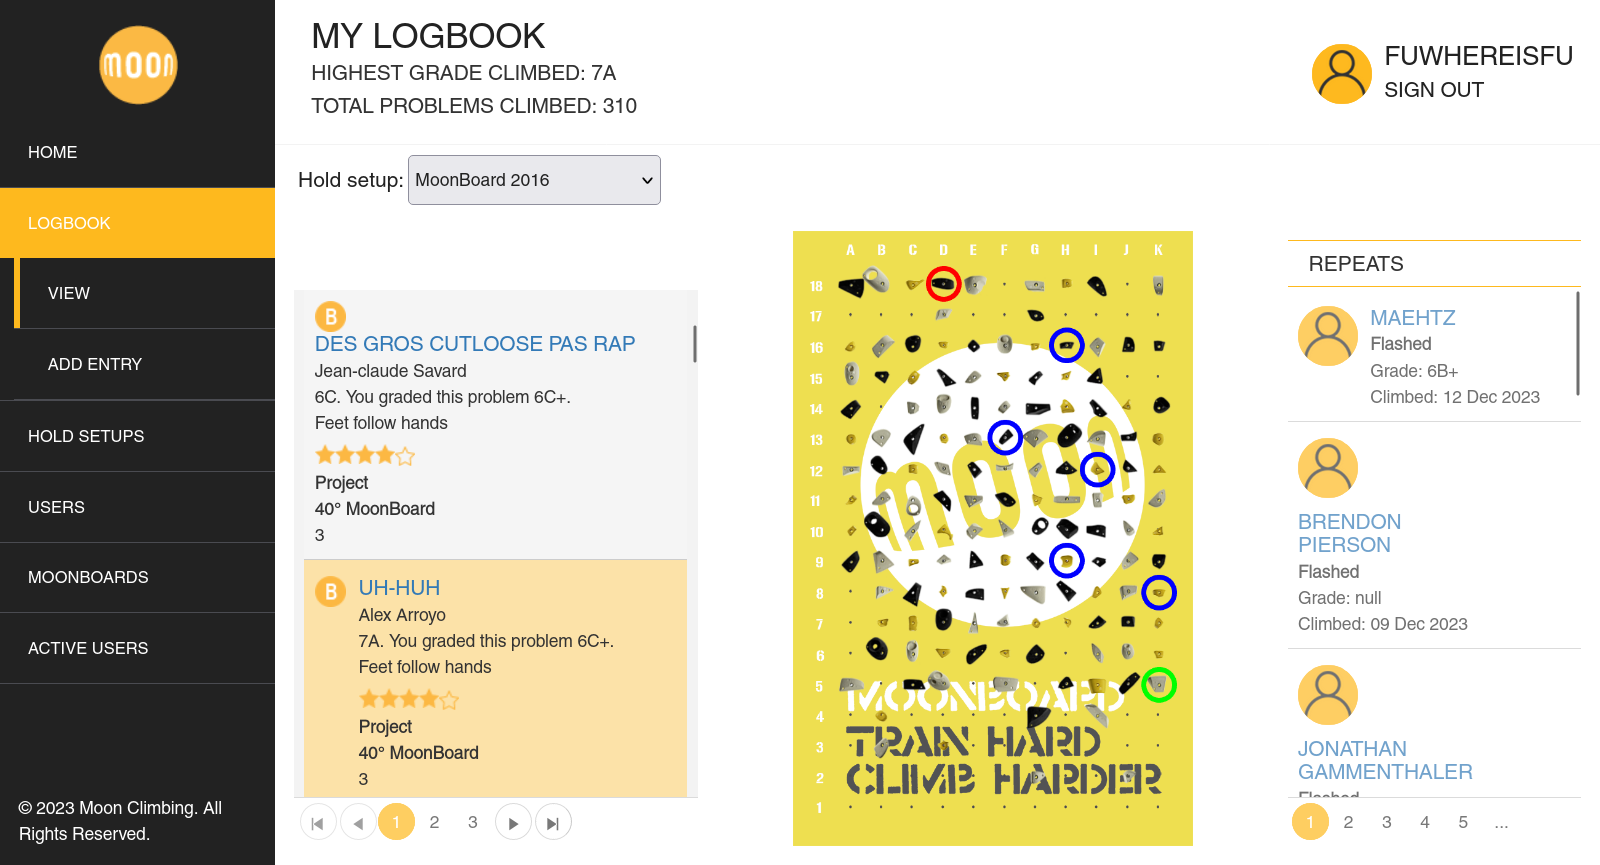 moon
HOME
LOGBOOK
VIEW
ADD ENTRY
HOLD SETUPS
USERS
MOONBOARDS
ACTIVE USERS
© 2023 Moon Climbing. All
Rights Reserved.
MY LOGBOOK
HIGHEST GRADE CLIMBED: 7A
TOTAL PROBLEMS CLIMBED: 310
FUWHEREISFU
SIGN OUT
Hold setup: MoonBoard 2016
B
DES GROS CUTLOOSE PAS RAP
Jean-claude Savard
6C. You graded this problem 6C+.
Feet follow hands
Project
40° MoonBoard
3
B
UH-HUH
Alex Arroyo
7A. You graded this problem 6C+.
Feet follow hands
Project
40° MoonBoard
3
1 2 3
A B C D E F G H I J K
18
17
16
15
14
13
12
11
10
9
8
7
6
5
4
3
2
1
moon
MOONBOARD
TRAIN HARD
CLIMB HARDER
REPEATS
MAEHTZ
Flashed
Grade: 6B+
Climbed: 12 Dec 2023
BRENDON
PIERSON
Flashed
Grade: null
Climbed: 09 Dec 2023
JONATHAN
GAMMENTHALER
Flashed
1 2 3 4 5 ...